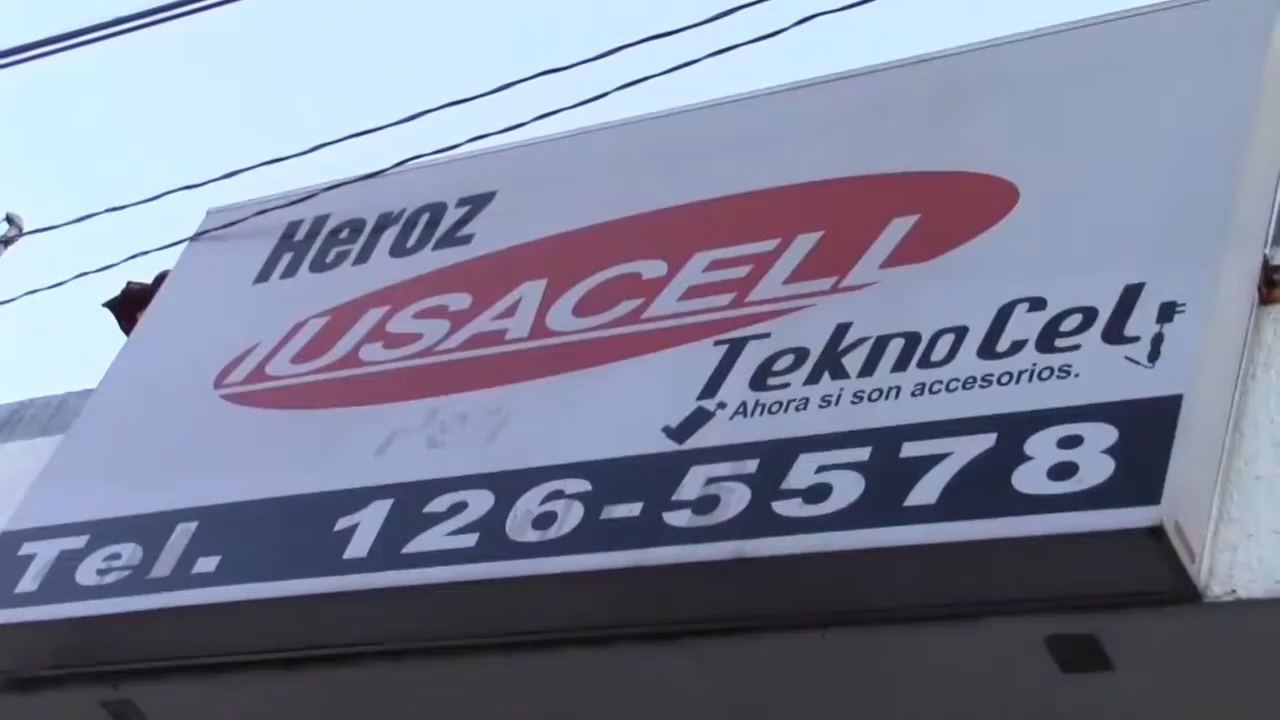 Heroz
IUSACELL
TeknoCel
Ahora si son accesorios.
Tel. 126-5578